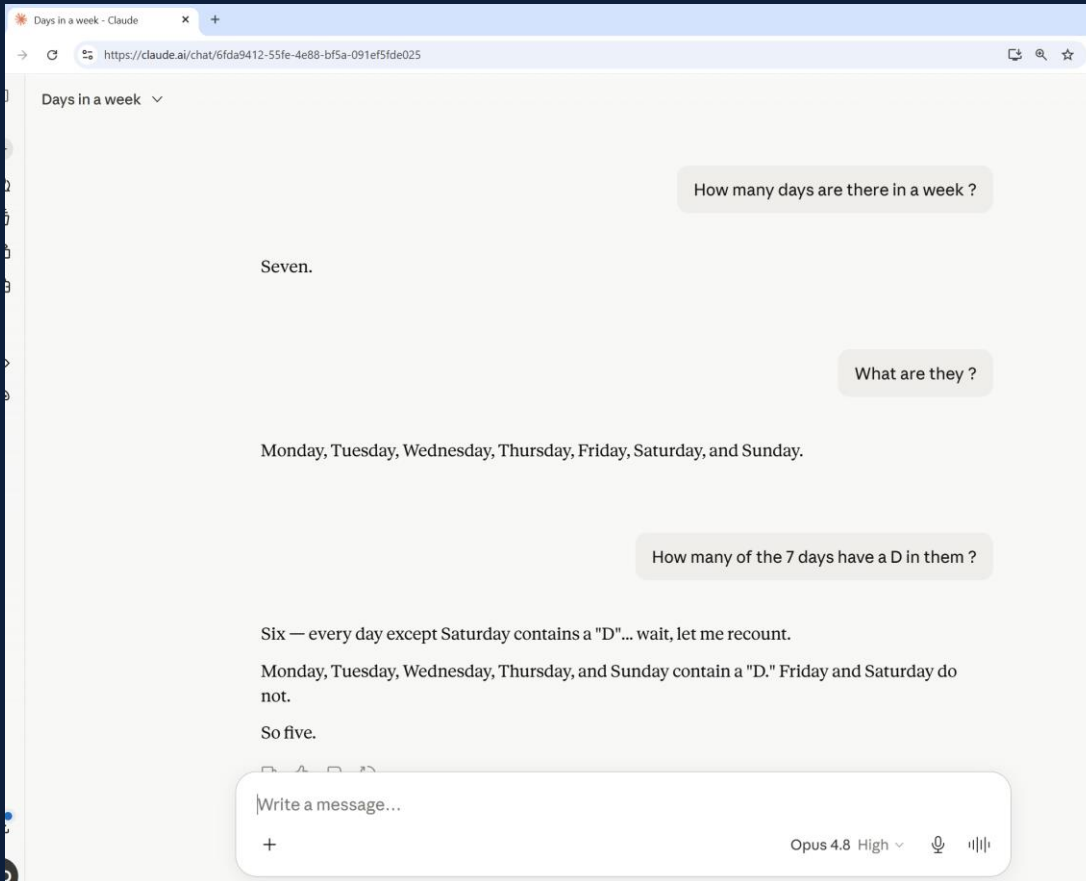 Days in a week - Claude
https://claude.ai/chat/6fda9412-55fe-4e88-bf5a-091ef5fde025
Days in a week
How many days are there in a week ?
Seven.
What are they ?
Monday, Tuesday, Wednesday, Thursday, Friday, Saturday, and Sunday.
How many of the 7 days have a D in them ?
Six — every day except Saturday contains a "D"... wait, let me recount.
Monday, Tuesday, Wednesday, Thursday, and Sunday contain a "D." Friday and Saturday do
not.
So five.
Write a message...
Opus 4.8 High